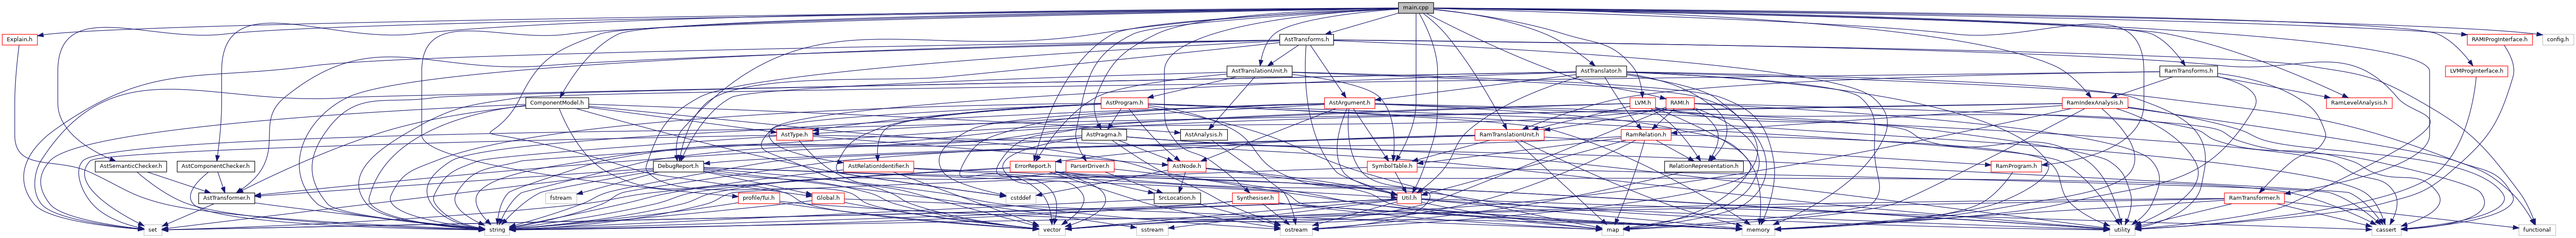 main.cpp
Explain.h
AstTransforms.h
RAMIProgInterface.h
config.h
AstTranslationUnit.h
AstTranslator.h
RamTransforms.h
LVMProgInterface.h
ComponentModel.h
AstProgram.h
AstArgument.h
LVM.h
RAMI.h
RamIndexAnalysis.h
RamLevelAnalysis.h
AstType.h
AstPragma.h
AstAnalysis.h
RamTranslationUnit.h
RamRelation.h
AstSemanticChecker.h
AstComponentChecker.h
DebugReport.h
AstRelationIdentifier.h
ErrorReport.h
ParserDriver.h
AstNode.h
SymbolTable.h
RelationRepresentation.h
RamProgram.h
AstTransformer.h
fstream
profile/Tui.h
Global.h
cstddef
SrcLocation.h
Synthesiser.h
Util.h
RamTransformer.h
set
string
vector
sstream
ostream
map
memory
utility
cassert
functional